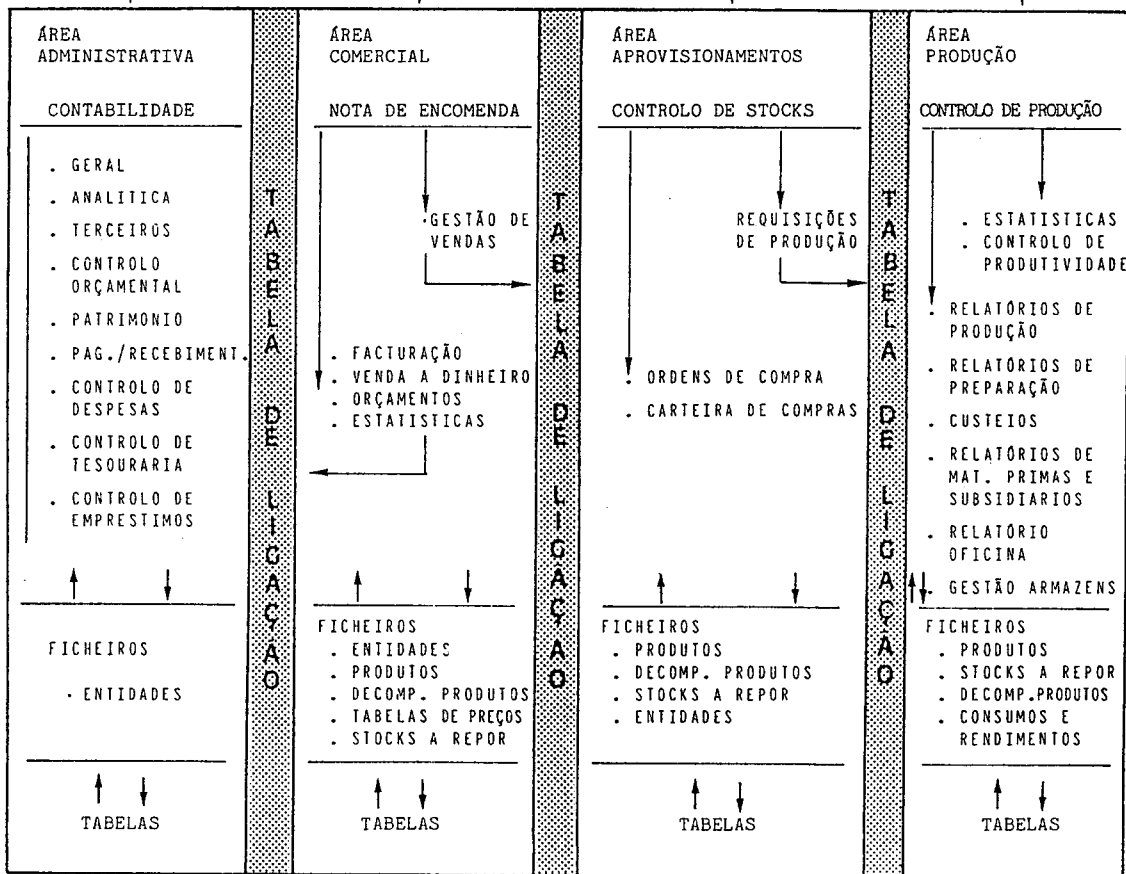 ÁREA
ADMINISTRATIVA
CONTABILIDADE
. GERAL
. ANALITICA
. TERCEIROS
. CONTROLO
ORÇAMENTAL
. PATRIMONIO
. PAG./RECEBIMENT.
. CONTROLO DE
DESPESAS
. CONTROLO DE
TESOURARIA
. CONTROLO DE
EMPRESTIMOS
FICHEIROS
. ENTIDADES
TABELAS
TABELA DE LIGAÇÃO
ÁREA
COMERCIAL
NOTA DE ENCOMENDA
.GESTÃO DE
VENDAS
. FACTURAÇÃO
. VENDA A DINHEIRO
. ORÇAMENTOS
. ESTATISTICAS
FICHEIROS
. ENTIDADES
. PRODUTOS
. DECOMP. PRODUTOS
. TABELAS DE PREÇOS
. STOCKS A REPOR
TABELAS
TABELA DE LIGAÇÃO
ÁREA
APROVISIONAMENTOS
CONTROLO DE STOCKS
REQUISIÇÕES
DE PRODUÇÃO
. ORDENS DE COMPRA
. CARTEIRA DE COMPRAS
FICHEIROS
. PRODUTOS
. DECOMP. PRODUTOS
. STOCKS A REPOR
. ENTIDADES
TABELAS
TABELA DE LIGAÇÃO
ÁREA
PRODUÇÃO
CONTROLO DE PRODUÇÃO
. ESTATISTICAS
. CONTROLO DE
PRODUTIVIDADE
. RELATÓRIOS DE
PRODUÇÃO
. RELATÓRIOS DE
PREPARAÇÃO
. CUSTEIOS
. RELATÓRIOS DE
MAT. PRIMAS E
SUBSIDIARIOS
. RELATÓRIO
OFICINA
. GESTÃO ARMAZENS
FICHEIROS
. PRODUTOS
. STOCKS A REPOR
. DECOMP.PRODUTOS
. CONSUMOS E
RENDIMENTOS
TABELAS